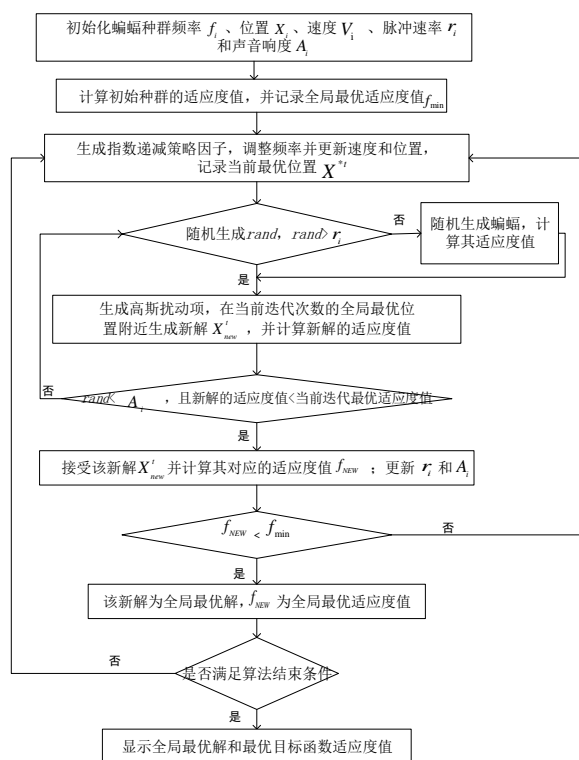 初始化蝙蝠种群频率 f_i 、位置 X_i 、速度 V_i 、脉冲速率 r_i
和声音响度 A_i
计算初始种群的适应度值,并记录全局最优适应度值f_min
生成指数递减策略因子,调整频率并更新速度和位置,
记录当前最优位置 X^{*t}
随机生成rand, rand> r_i
否
随机生成蝙蝠,计
算其适应度值
是
生成高斯扰动项,在当前迭代次数的全局最优位
置附近生成新解 X^t_new ,并计算新解的适应度值
否
rand< A_i ,且新解的适应度值<当前迭代最优适应度值
是
接受该新解X^t_new 并计算其对应的适应度值 f_NEW ;更新 r_i 和 A_i
f_NEW < f_min
否
是
该新解为全局最优解,f_NEW 为全局最优适应度值
否
是否满足算法结束条件
是
显示全局最优解和最优目标函数适应度值